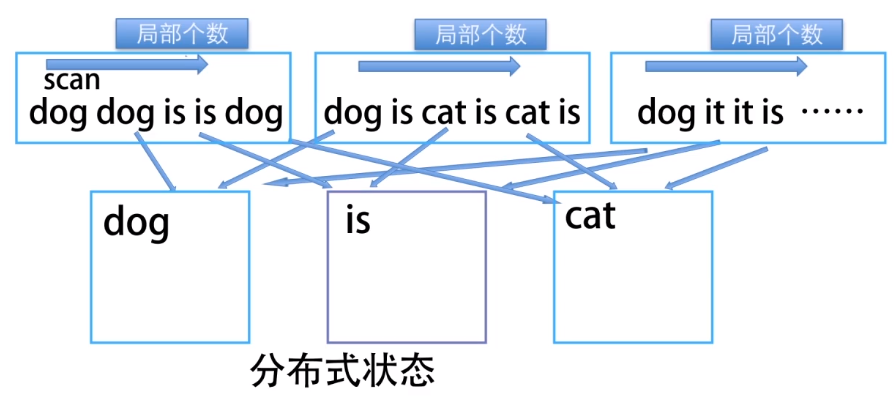 局部个数
局部个数
局部个数
scan
dog dog is is dog
dog is cat is cat is
dog it it is ……
dog
is
cat
分布式状态